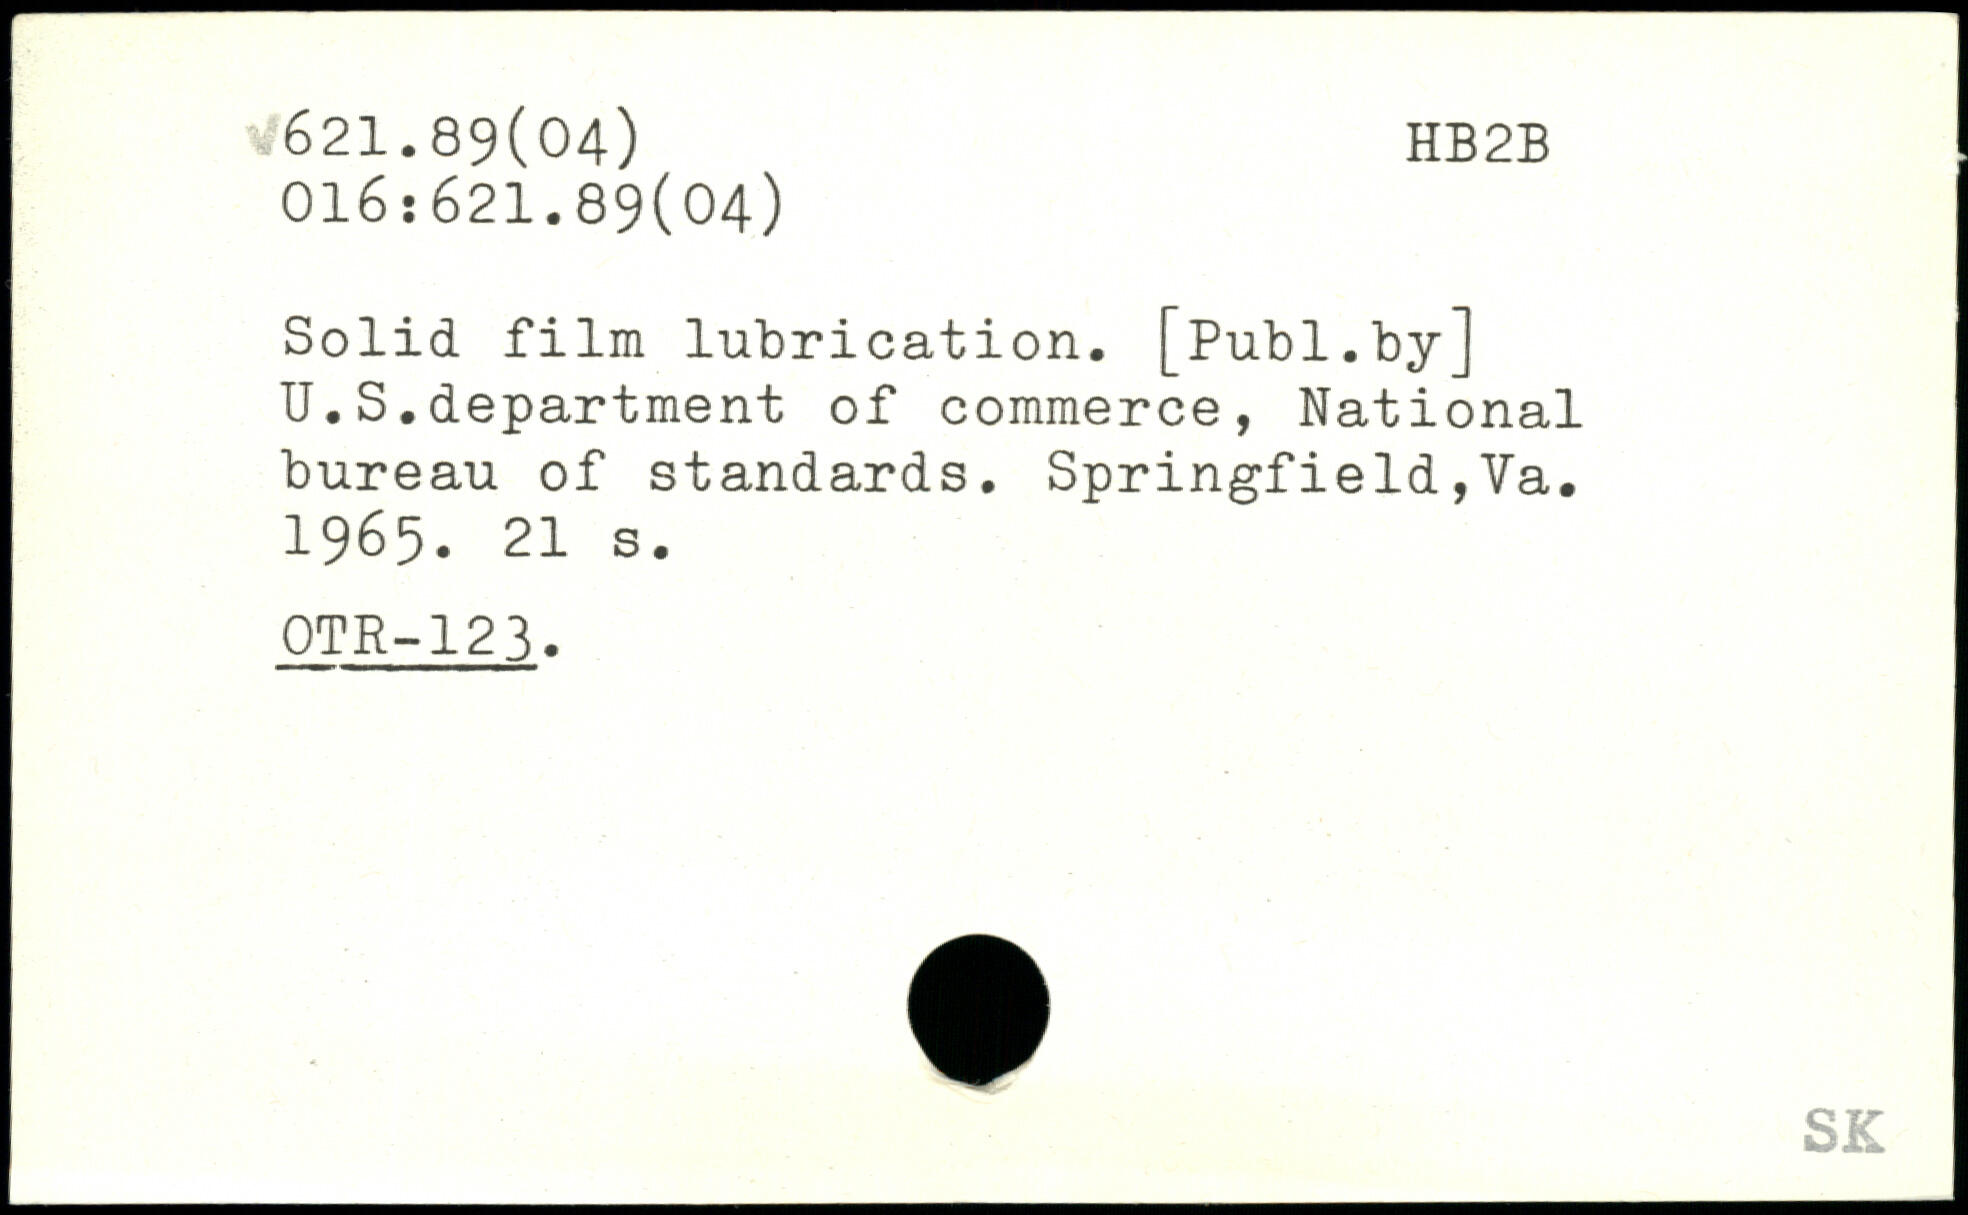 621.89(04) HB2B
016:621.89(04)
Solid film lubrication. [Publ.by]
U.S.department of commerce, National
bureau of standards. Springfield,Va.
1965. 21 s.
OTR-123.
SK